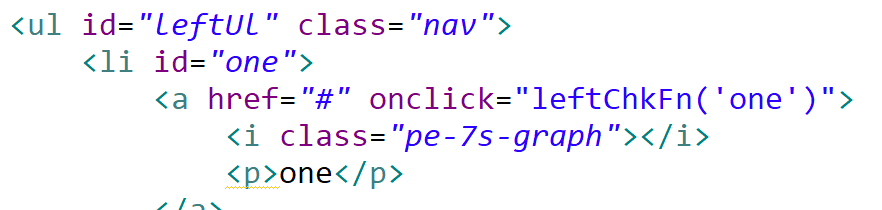 <ul id="leftUl" class="nav">
<li id="one">
<a href="#" onclick="leftChkFn('one')">
<i class="pe-7s-graph"></i>
<p>one</p>
</a>